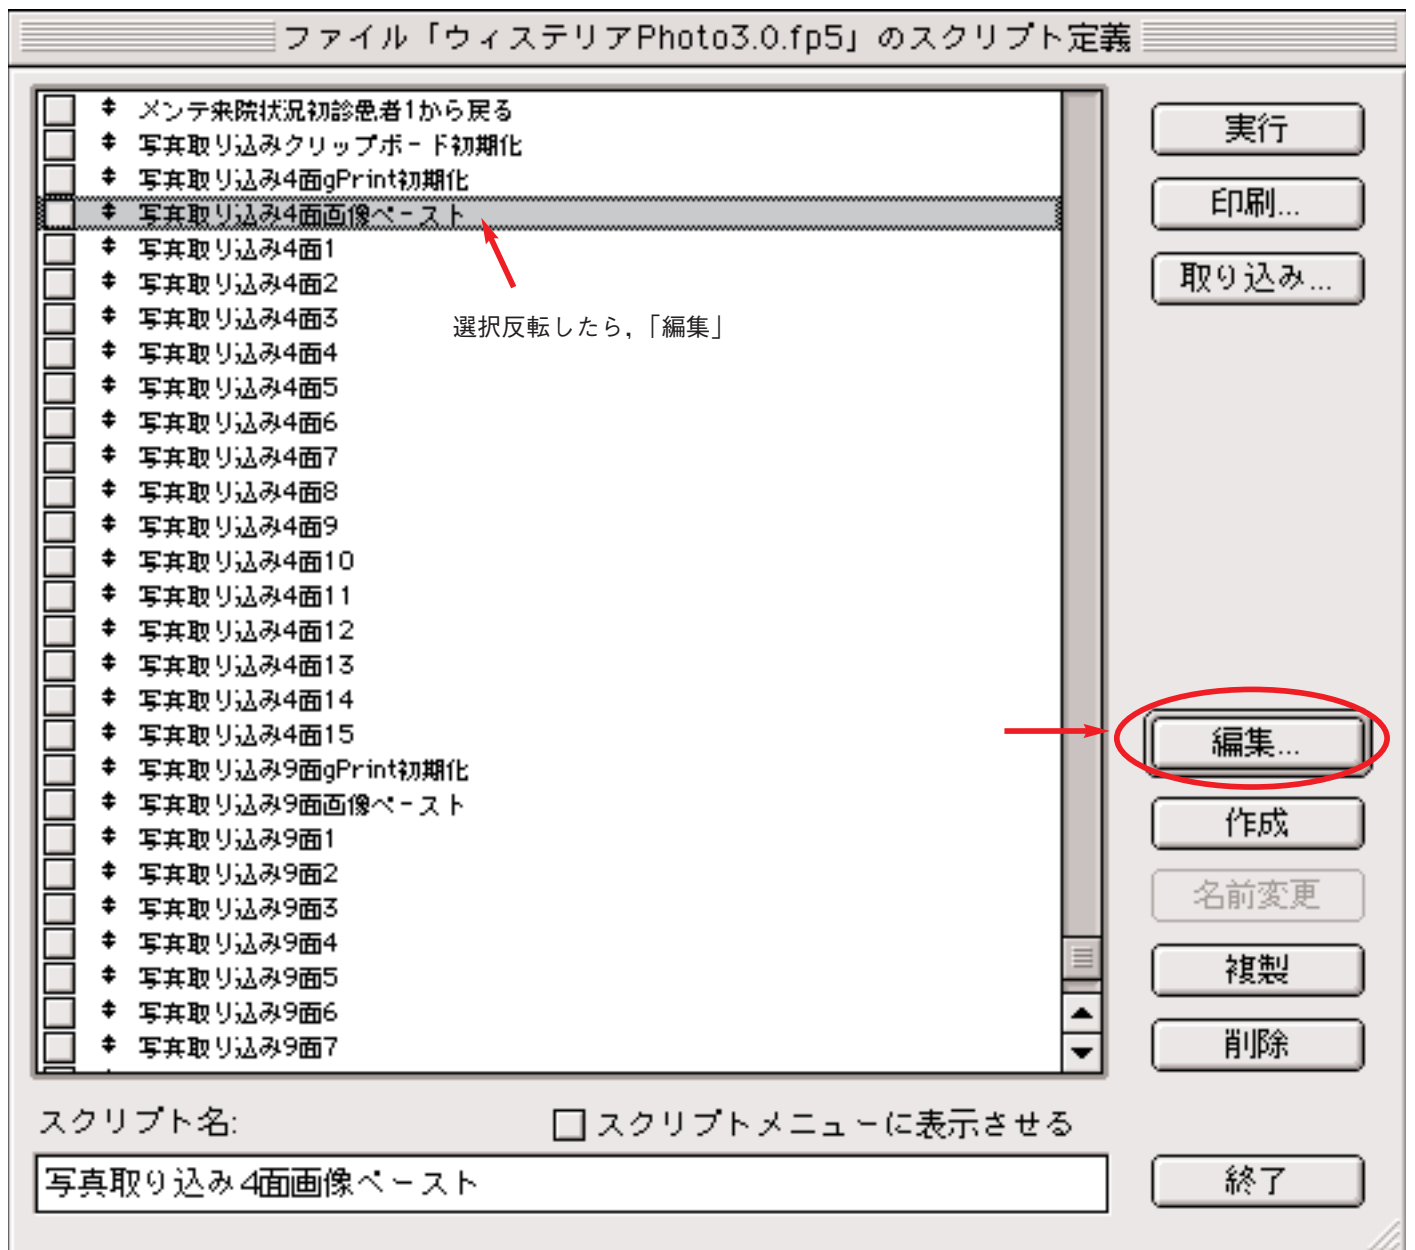 ファイル「ウィステリアPhoto3.0.fp5」のスクリプト定義
メンテ来院状況初診患者1から戻る
写真取り込みクリップボード初期化
写真取り込み4面gPrint初期化
写真取り込み4面画像ペースト
写真取り込み4面1
写真取り込み4面2
写真取り込み4面3
選択反転したら,「編集」
写真取り込み4面4
写真取り込み4面5
写真取り込み4面6
写真取り込み4面7
写真取り込み4面8
写真取り込み4面9
写真取り込み4面10
写真取り込み4面11
写真取り込み4面12
写真取り込み4面13
写真取り込み4面14
写真取り込み4面15
写真取り込み9面gPrint初期化
写真取り込み9面画像ペースト
写真取り込み9面1
写真取り込み9面2
写真取り込み9面3
写真取り込み9面4
写真取り込み9面5
写真取り込み9面6
写真取り込み9面7
実行
印刷...
取り込み...
編集...
作成
名前変更
複製
削除
スクリプト名:
スクリプトメニューに表示させる
写真取り込み4面画像ペースト
終了